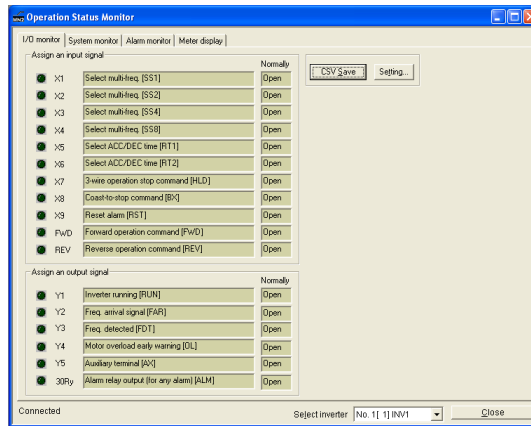 Operation Status Monitor
I/O monitor System monitor Alarm monitor Meter display
Assign an input signal
Normally
CSV Save Setting...
X1 Select multi-freq. [SS1] Open
X2 Select multi-freq. [SS2] Open
X3 Select multi-freq. [SS4] Open
X4 Select multi-freq. [SS8] Open
X5 Select ACC/DEC time [RT1] Open
X6 Select ACC/DEC time [RT2] Open
X7 3-wire operation stop command [HLD] Open
X8 Coast-to-stop command [BX] Open
X9 Reset alarm [RST] Open
FWD Forward operation command [FWD] Open
REV Reverse operation command [REV] Open
Assign an output signal
Normally
Y1 Inverter running [RUN] Open
Y2 Freq. arrival signal [FAR] Open
Y3 Freq. detected [FDT] Open
Y4 Motor overload early warning [OL] Open
Y5 Auxiliary terminal [AX] Open
30Ry Alarm relay output (for any alarm) [ALM] Open
Connected Select inverter No. 1[ 1] INV1 Close